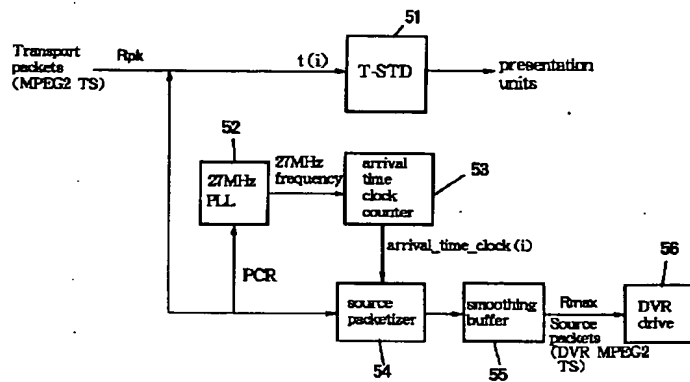 51
Transport
packets
(MPEG2 TS)
Rpk
t(i)
T-STD
presentation
units
52
27MHz
PLL
27MHz
frequency
arrival
time
clock
counter
53
arrival_time_clock(i)
PCR
source
packetizer
54
smoothing
buffer
55
Rmax
Source
packets
(DVR MPEG2
TS)
56
DVR
drive